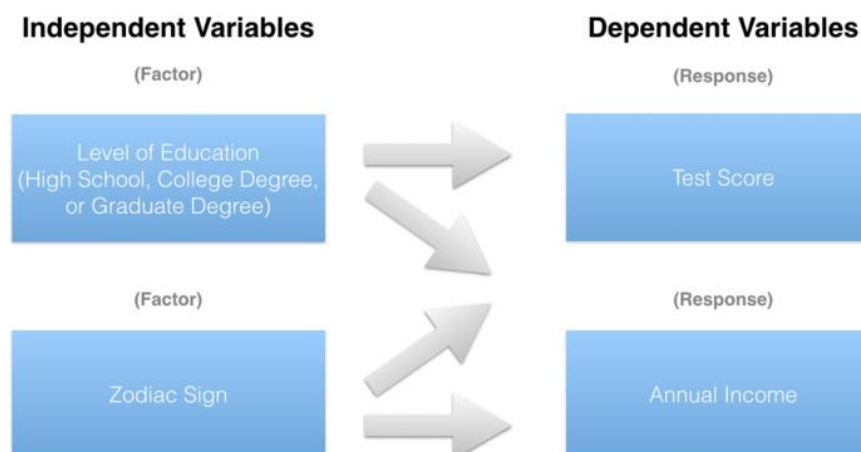 Independent Variables
Dependent Variables
(Factor)
(Response)
Level of Education
(High School, College Degree,
or Graduate Degree)
Test Score
(Factor)
(Response)
Zodiac Sign
Annual Income